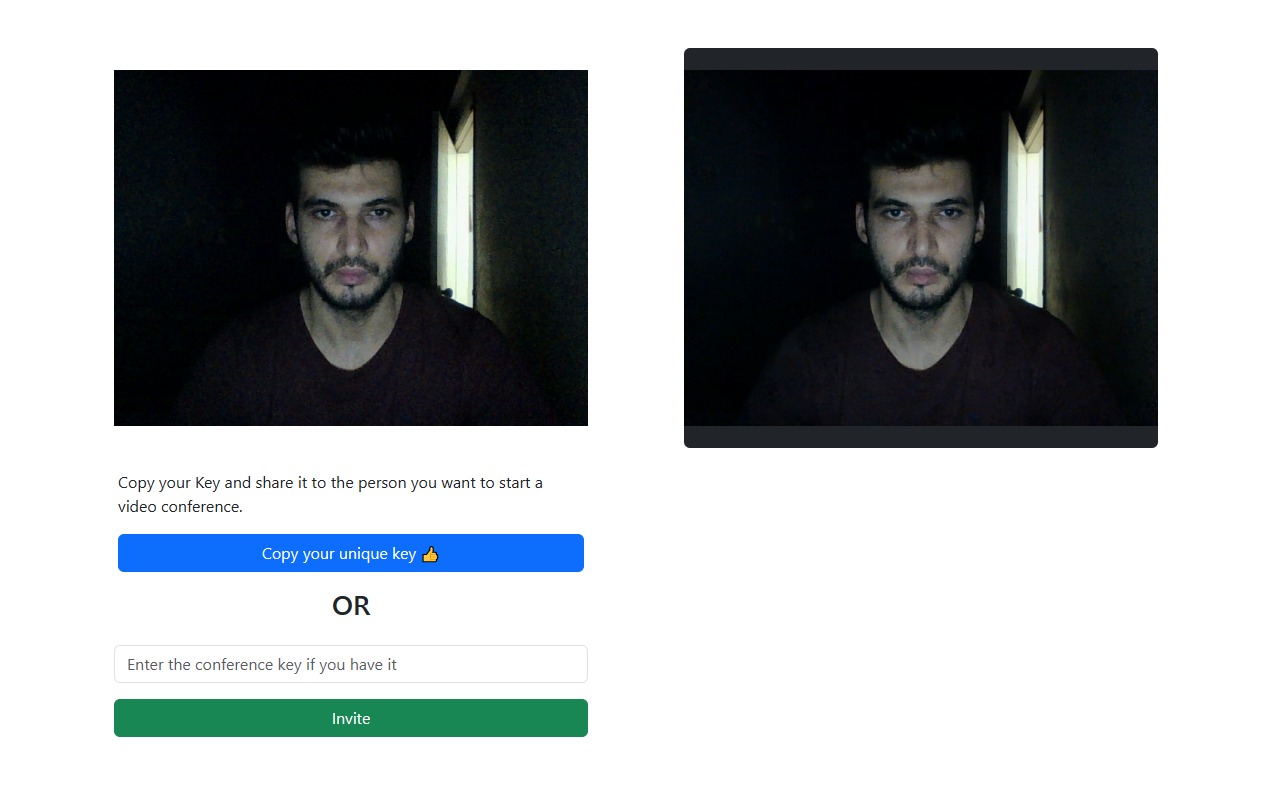 Copy your Key and share it to the person you want to start a
video conference.
Copy your unique key 👍
OR
Enter the conference key if you have it
Invite